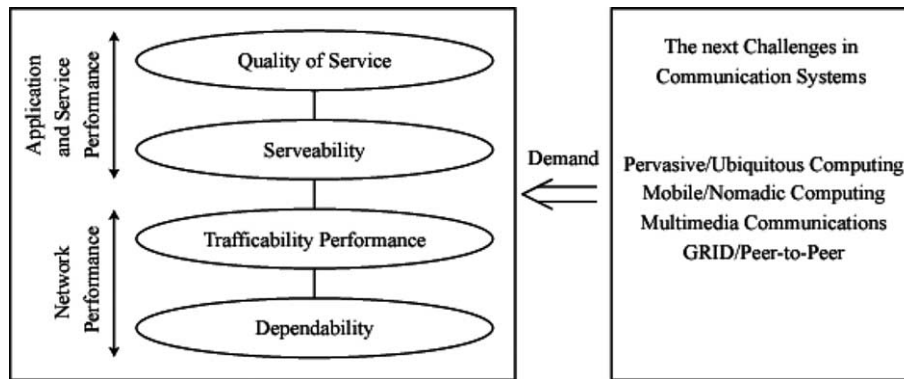 Application
and Service
Performance
Quality of Service
Serveability
Network
Performance
Trafficability Performance
Dependability
Demand
The next Challenges in
Communication Systems
Pervasive/Ubiquitous Computing
Mobile/Nomadic Computing
Multimedia Communications
GRID/Peer-to-Peer